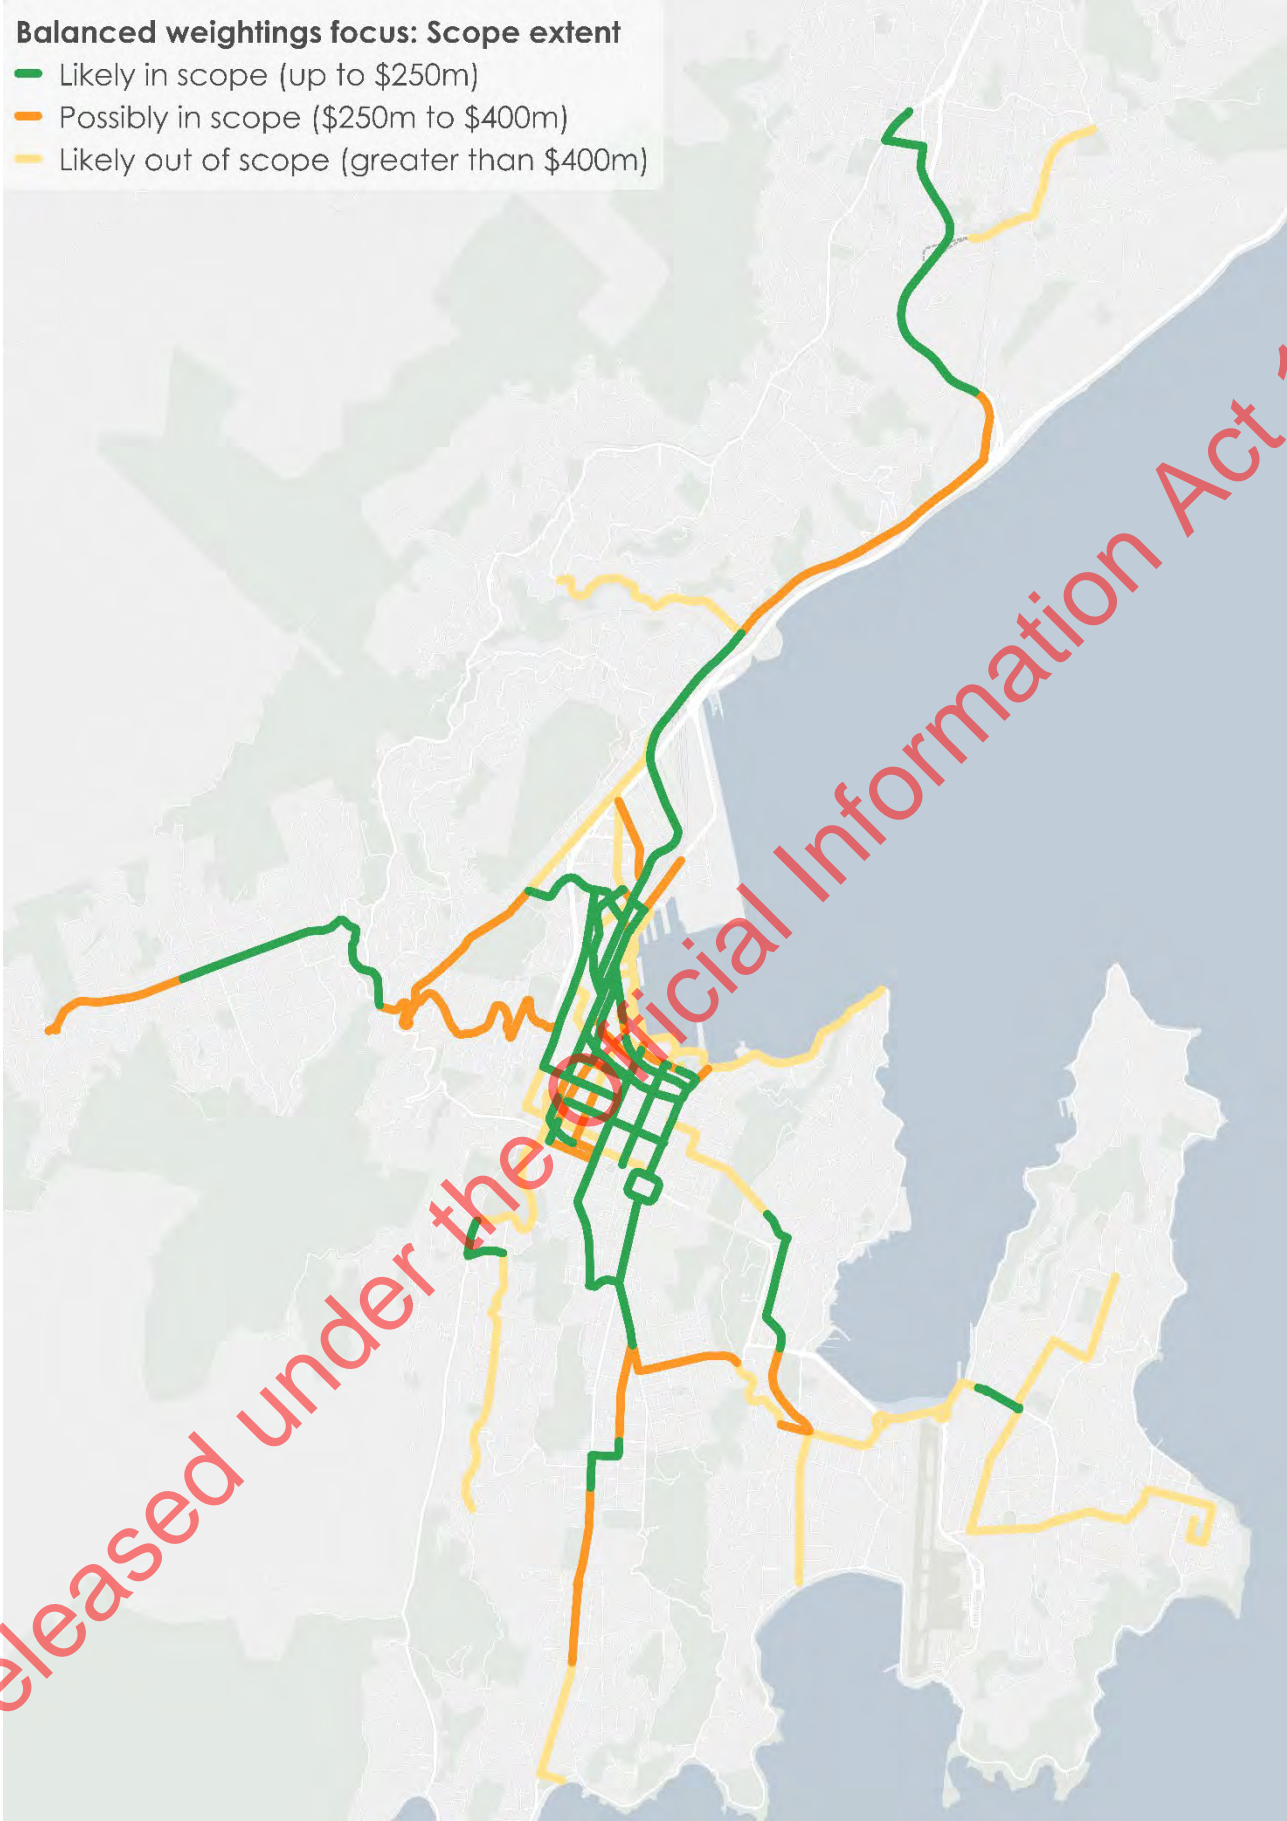 Balanced weightings focus: Scope extent
Likely in scope (up to $250m)
Possibly in scope ($250m to $400m)
Likely out of scope (greater than $400m)
eleased under the Official Information Act 1